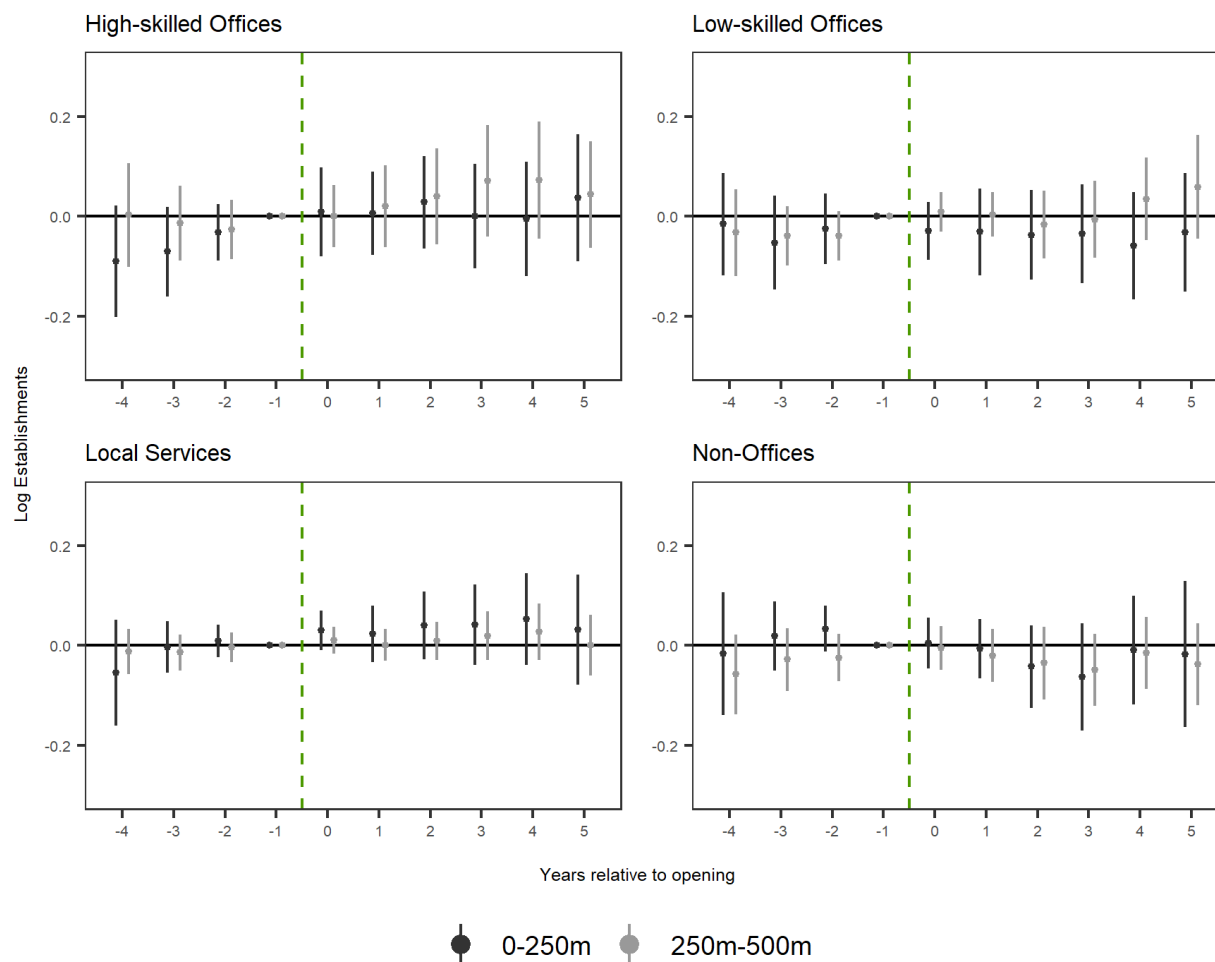 High-skilled Offices
Low-skilled Offices
0.2
0.0
-0.2
-4 -3 -2 -1 0 1 2 3 4 5
0.2
0.0
-0.2
-4 -3 -2 -1 0 1 2 3 4 5
Log Establishments
Local Services
Non-Offices
0.2
0.0
-0.2
-4 -3 -2 -1 0 1 2 3 4 5
0.2
0.0
-0.2
-4 -3 -2 -1 0 1 2 3 4 5
Years relative to opening
0-250m 250m-500m